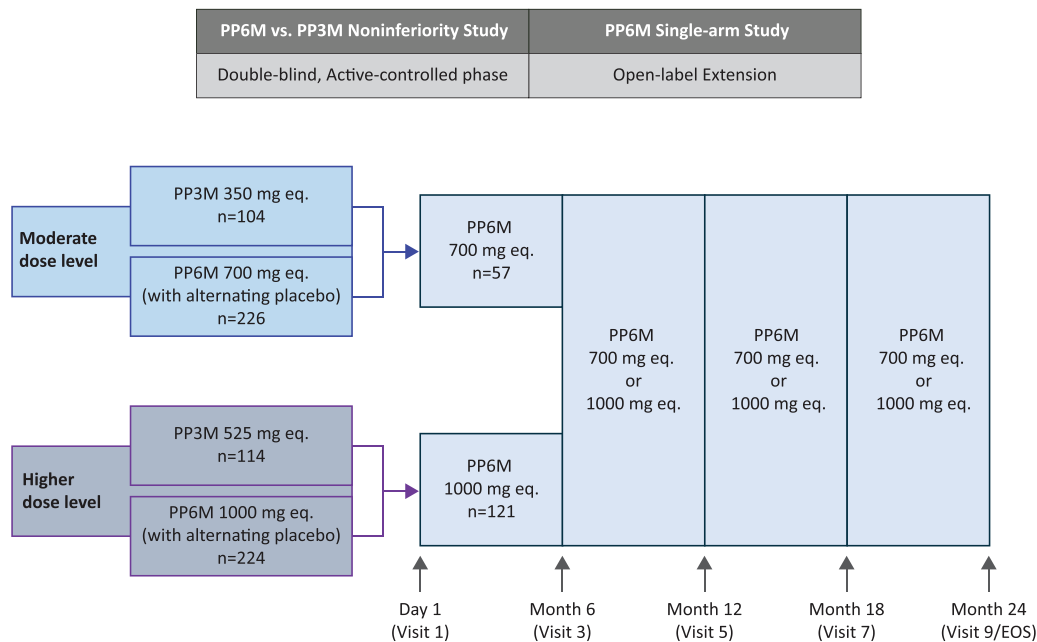 PP6M vs. PP3M Noninferiority Study
PP6M Single-arm Study
Double-blind, Active-controlled phase
Open-label Extension
Moderate
dose level
PP3M 350 mg eq.
n=104
PP6M 700 mg eq.
(with alternating placebo)
n=226
Higher
dose level
PP3M 525 mg eq.
n=114
PP6M 1000 mg eq.
(with alternating placebo)
n=224
PP6M
700 mg eq.
n=57
PP6M
1000 mg eq.
n=121
PP6M
700 mg eq.
or
1000 mg eq.
PP6M
700 mg eq.
or
1000 mg eq.
PP6M
700 mg eq.
or
1000 mg eq.
Day 1
(Visit 1)
Month 6
(Visit 3)
Month 12
(Visit 5)
Month 18
(Visit 7)
Month 24
(Visit 9/EOS)